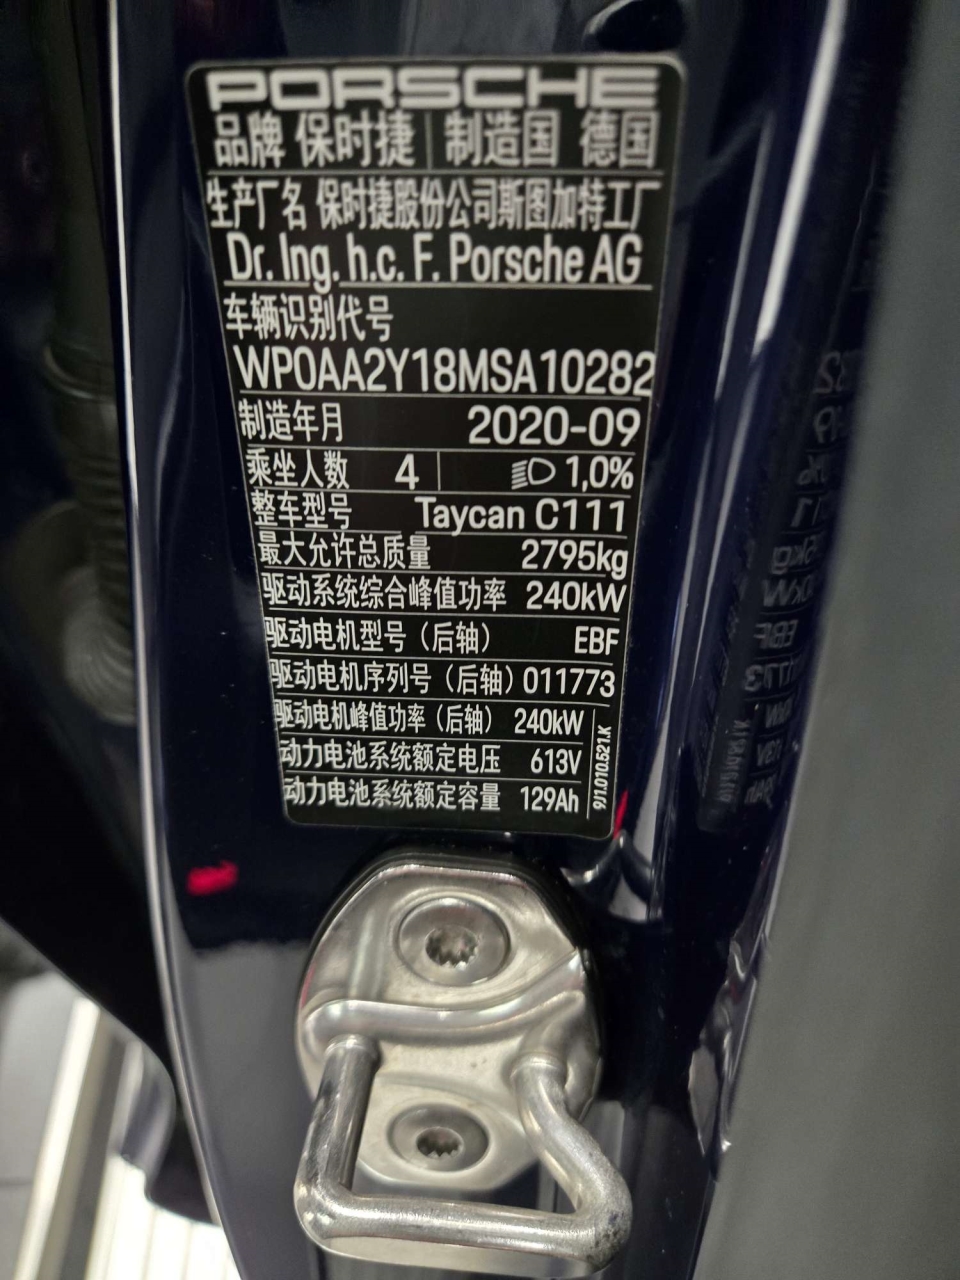 PORSCHE
品牌 保时捷 制造国 德国
生产厂名 保时捷股份公司斯图加特工厂
Dr. Ing. h.c. F. Porsche AG
车辆识别代号
WP0AA2Y18MSA10282
制造年月 2020-09
乘坐人数 4 1,0%
整车型号 Taycan C111
最大允许总质量 2795kg
驱动系统综合峰值功率 240kW
驱动电机型号（后轴） EBF
驱动电机序列号（后轴） 011773
驱动电机峰值功率（后轴） 240kW
动力电池系统额定电压 613V
动力电池系统额定容量 129Ah
9J1.010.521.K